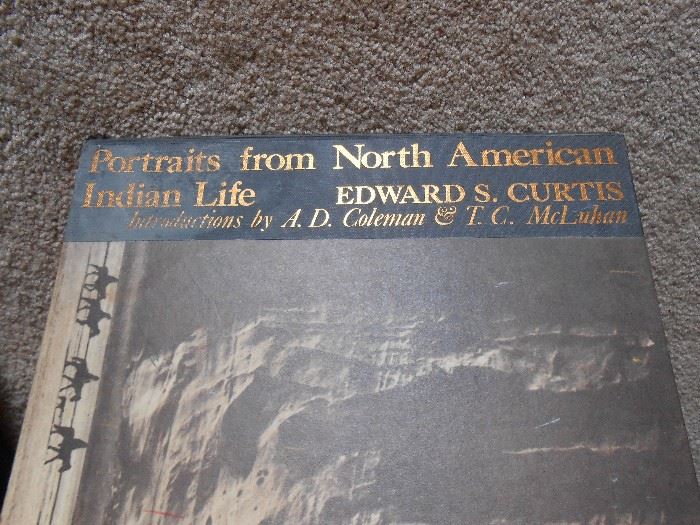 Portraits from North American
Indian Life EDWARD S. CURTIS
Introductions by A. D. Coleman & T. C. McLuhan